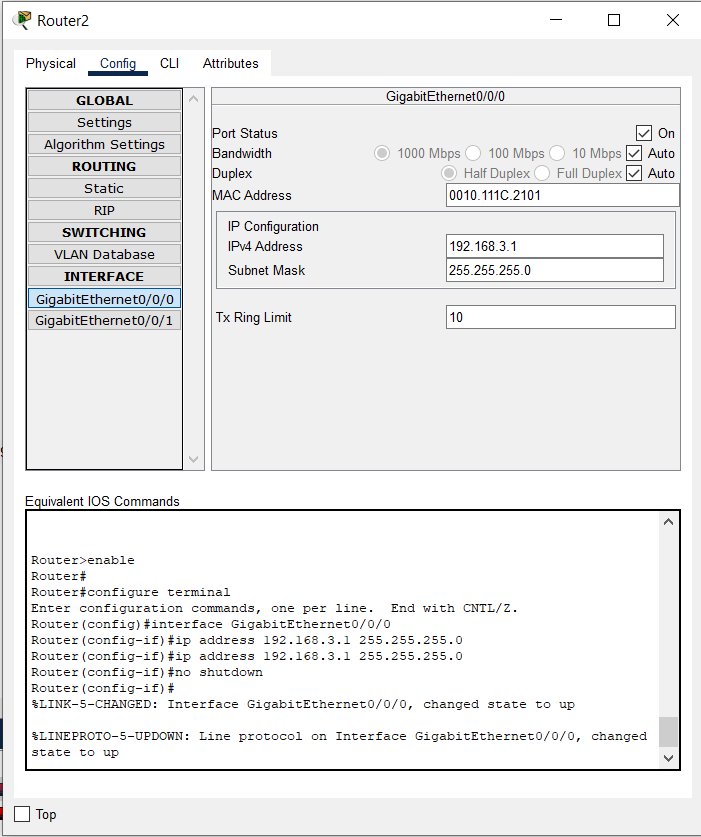 Router2
Physical Config CLI Attributes
GLOBAL
Settings
Algorithm Settings
ROUTING
Static
RIP
SWITCHING
VLAN Database
INTERFACE
GigabitEthernet0/0/0
GigabitEthernet0/0/1
GigabitEthernet0/0/0
Port Status On
Bandwidth 1000 Mbps 100 Mbps 10 Mbps Auto
Duplex Half Duplex Full Duplex Auto
MAC Address 0010.111C.2101
IP Configuration
IPv4 Address 192.168.3.1
Subnet Mask 255.255.255.0
Tx Ring Limit 10
Equivalent IOS Commands
Router>enable
Router#
Router#configure terminal
Enter configuration commands, one per line.  End with CNTL/Z.
Router(config)#interface GigabitEthernet0/0/0
Router(config-if)#ip address 192.168.3.1 255.255.255.0
Router(config-if)#ip address 192.168.3.1 255.255.255.0
Router(config-if)#no shutdown
Router(config-if)#
%LINK-5-CHANGED: Interface GigabitEthernet0/0/0, changed state to up
%LINEPROTO-5-UPDOWN: Line protocol on Interface GigabitEthernet0/0/0, changed
state to up
Top